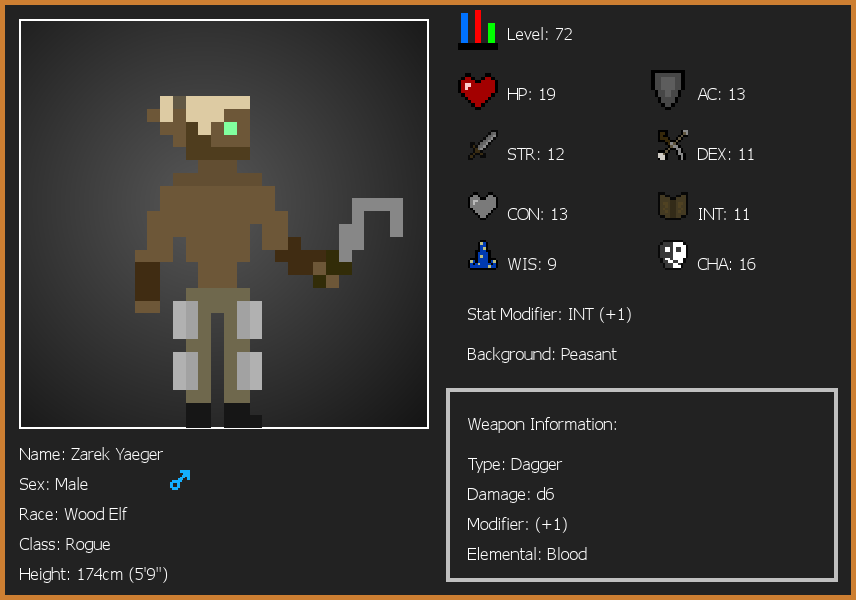 Level: 72
HP: 19
AC: 13
STR: 12
DEX: 11
CON: 13
INT: 11
WIS: 9
CHA: 16
Stat Modifier: INT (+1)
Background: Peasant
Weapon Information:
Type: Dagger
Damage: d6
Modifier: (+1)
Elemental: Blood
Name: Zarek Yaeger
Sex: Male
Race: Wood Elf
Class: Rogue
Height: 174cm (5'9")